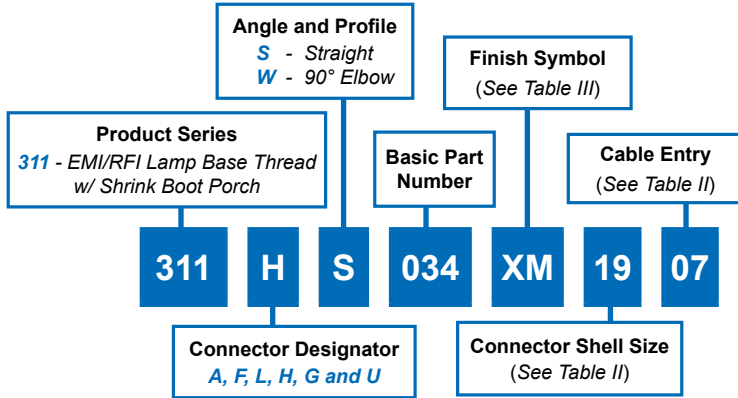 Angle and Profile
S - Straight
W - 90° Elbow
Finish Symbol
(See Table III)
Product Series
311 - EMI/RFI Lamp Base Thread
w/ Shrink Boot Porch
Basic Part
Number
Cable Entry
(See Table II)
311 H S 034 XM 19 07
Connector Designator
A, F, L, H, G and U
Connector Shell Size
(See Table II)